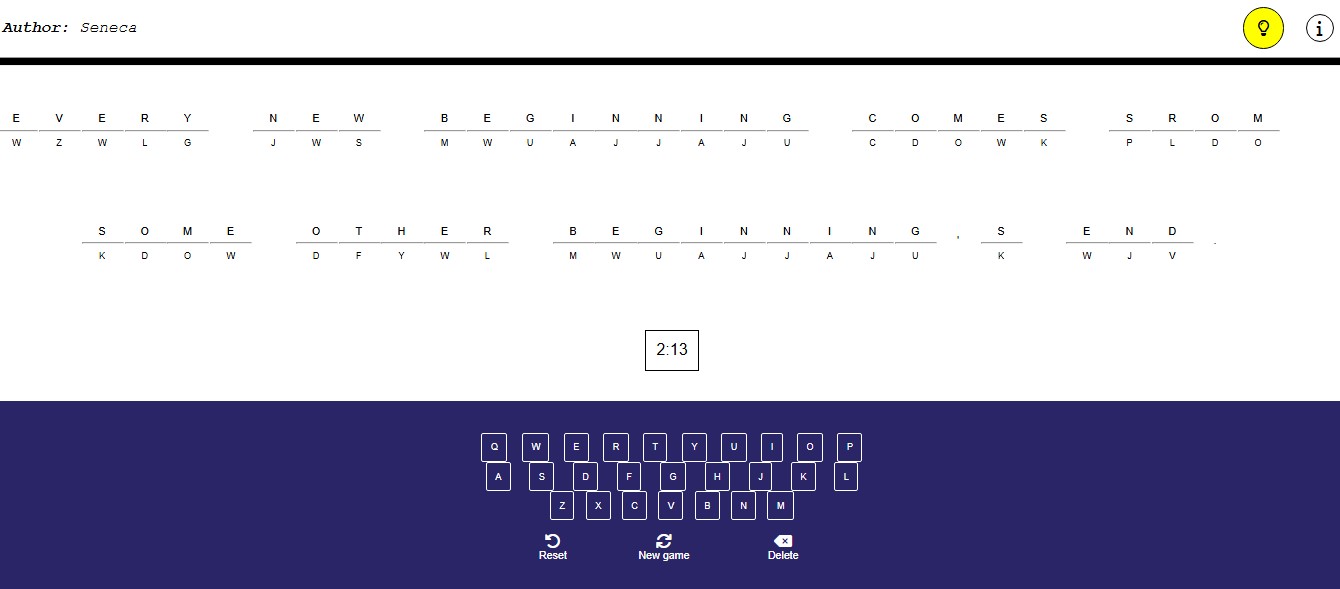 Author: Seneca
E V E R Y N E W B E G I N N I N G C O M E S S R O M
W Z W L G J W S M W U A J J A J U C D O W K P L D O
S O M E O T H E R B E G I N N I N G ' S E N D .
K D O W D F Y W L M W U A J J A J U K W J V
2:13
Q W E R T Y U I O P
A S D F G H J K L
Z X C V B N M
Reset New game Delete